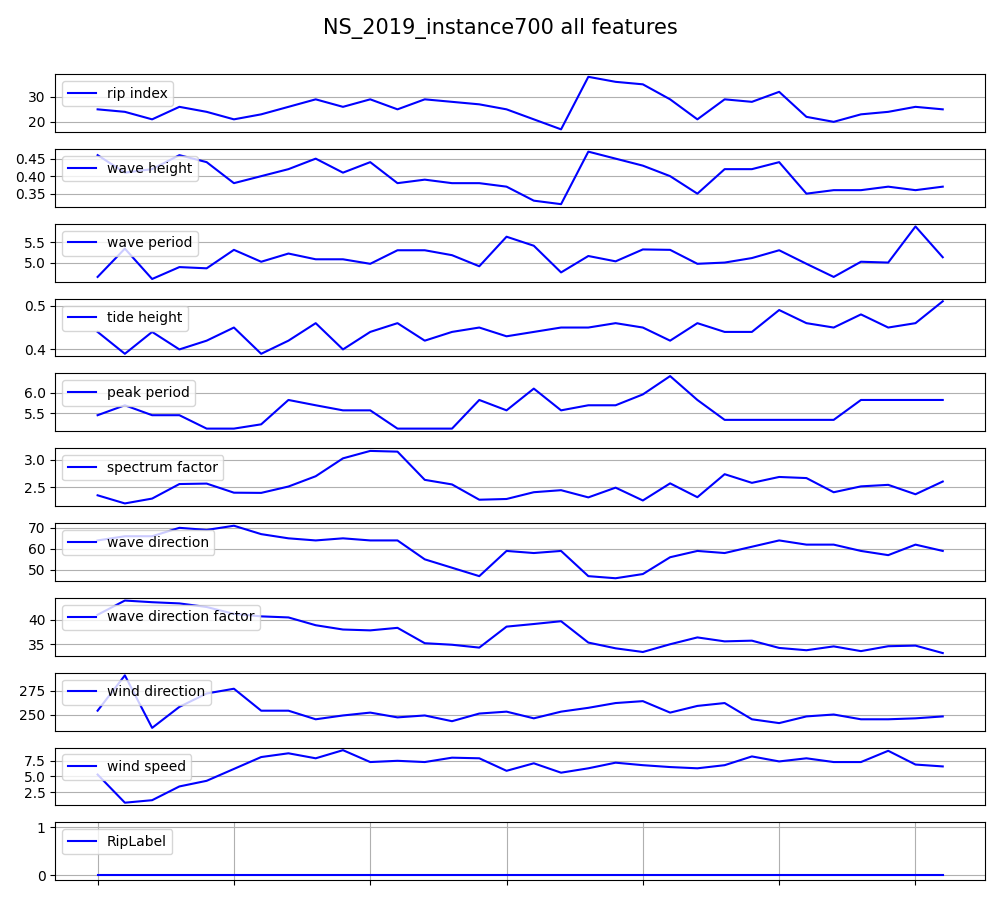 NS_2019_instance700 all features
rip index
30
20
wave height
0.45
0.40
0.35
wave period
5.5
5.0
tide height
0.5
0.4
peak period
6.0
5.5
spectrum factor
3.0
2.5
wave direction
70
60
50
wave direction factor
40
35
wind direction
275
250
wind speed
7.5
5.0
2.5
RipLabel
1
0